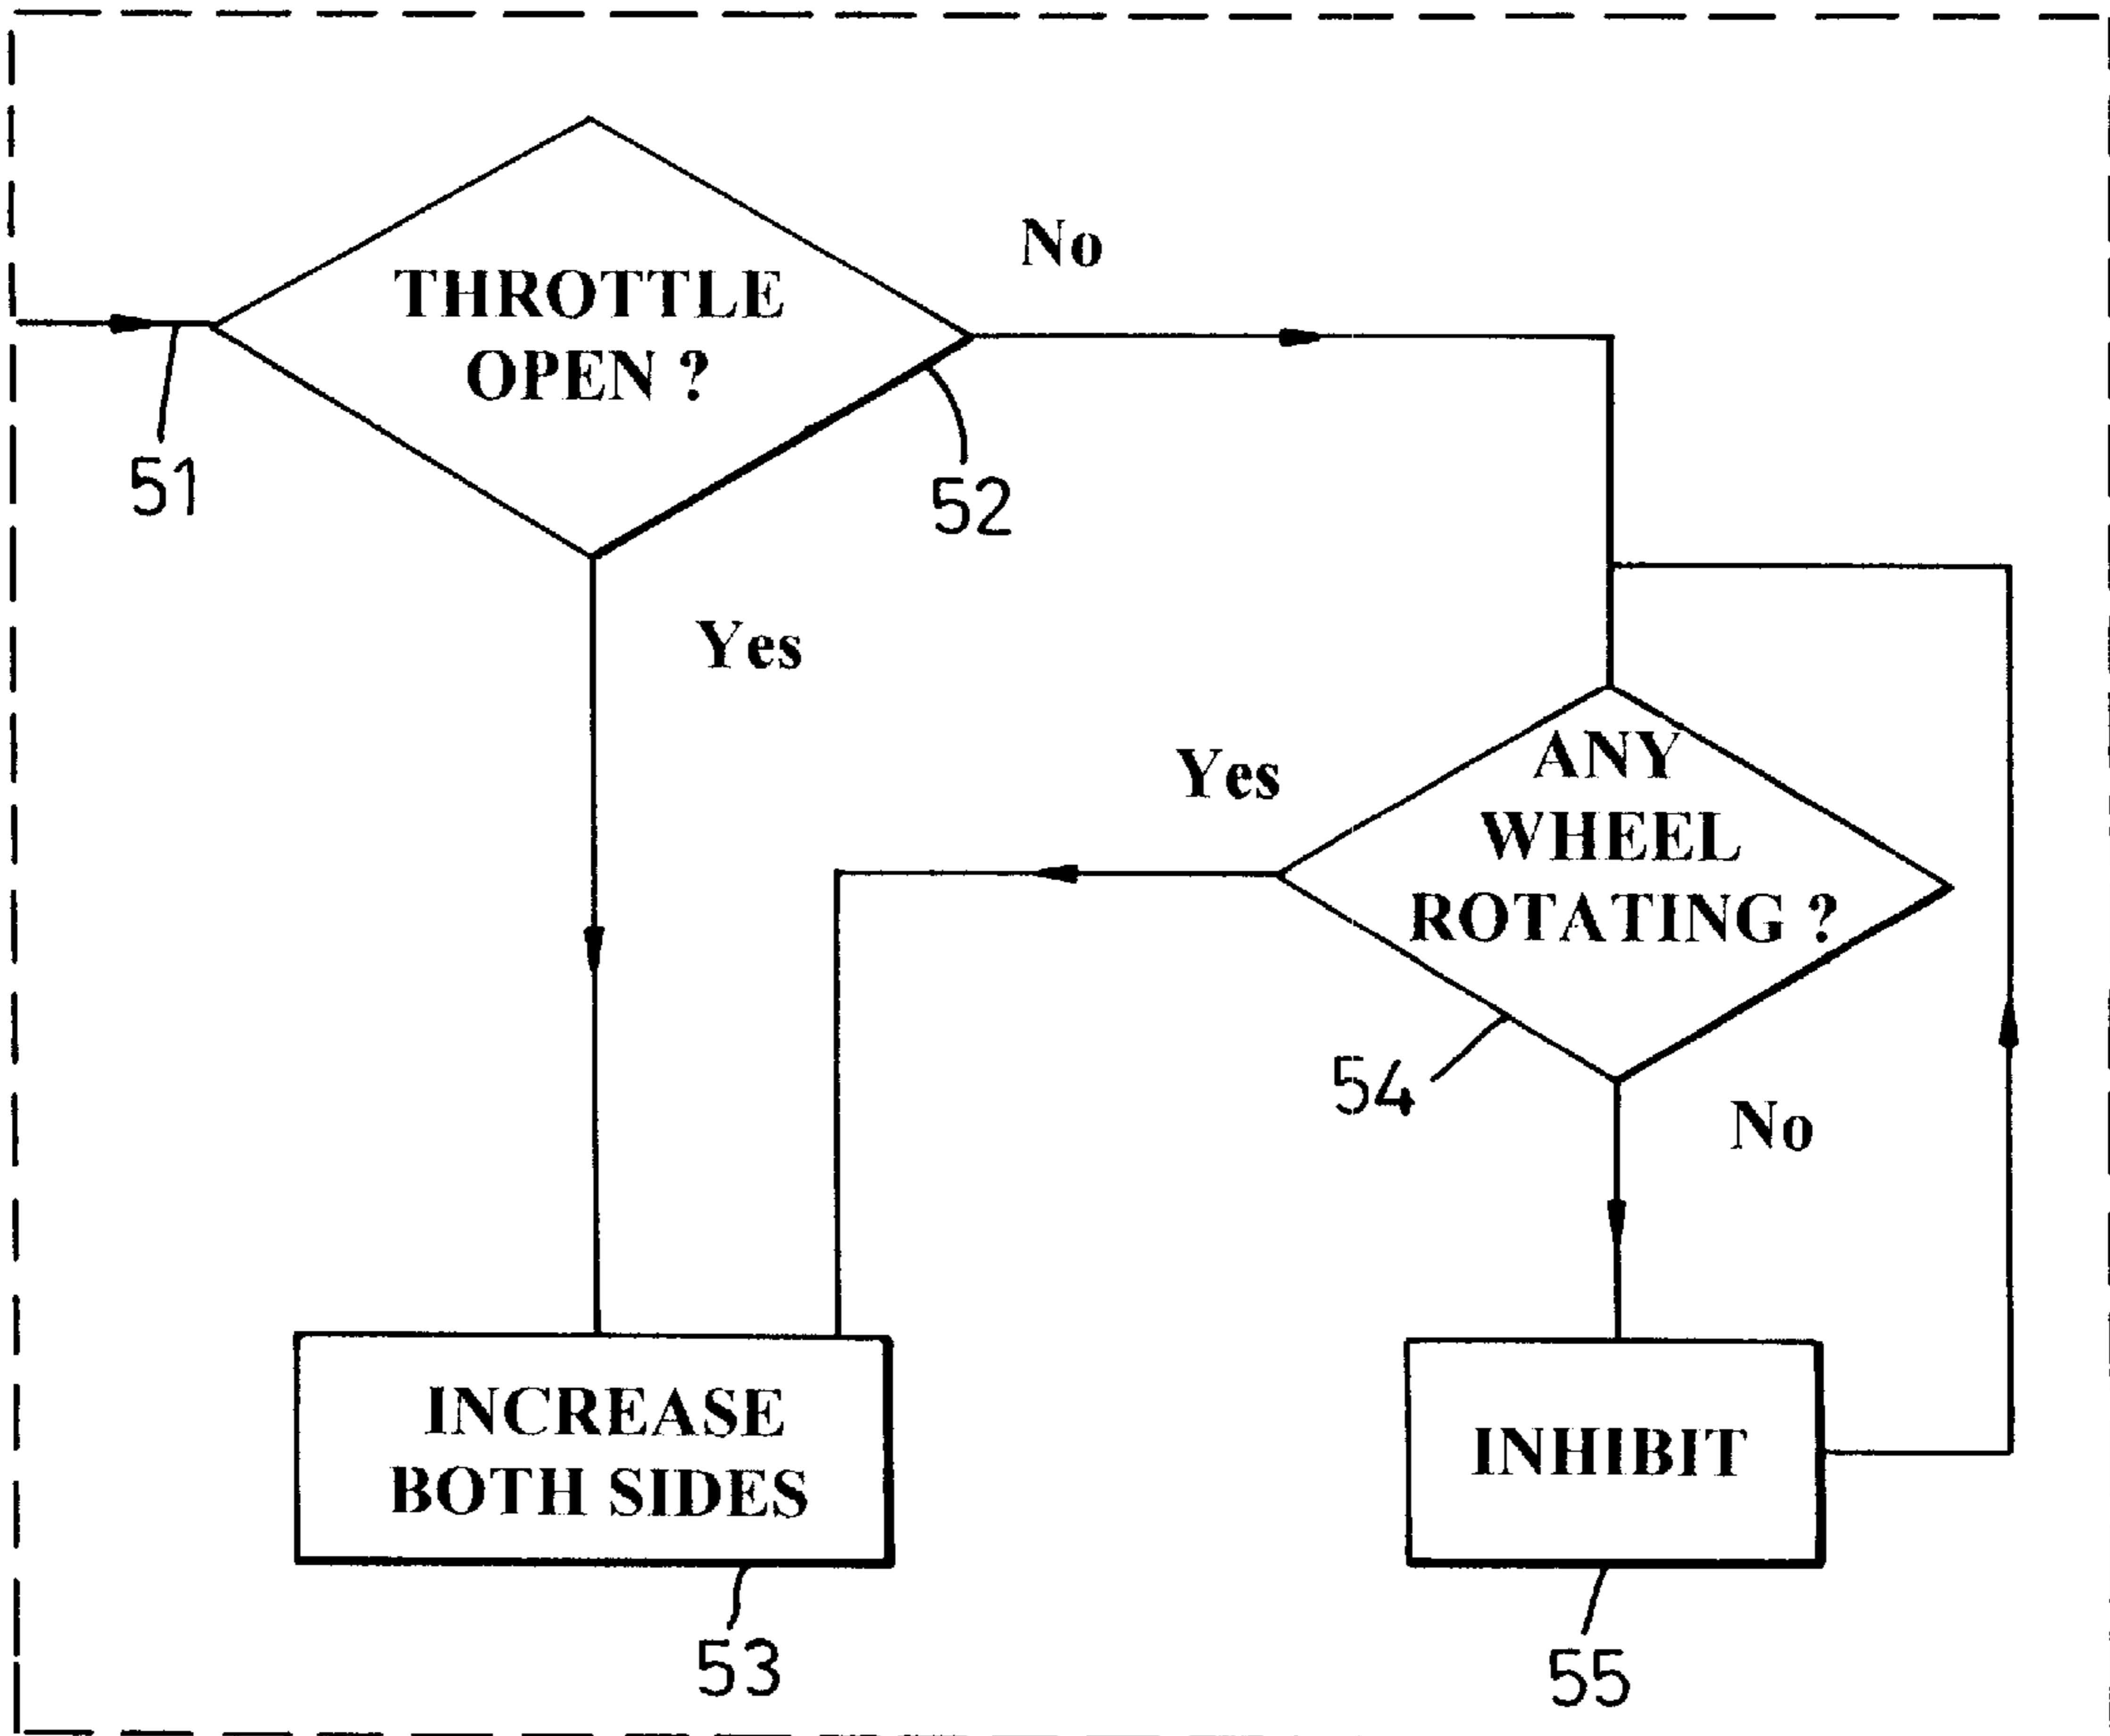 No
THROTTLE
OPEN ?
51
52
Yes
Yes
ANY
WHEEL
ROTATING ?
54
No
INCREASE
BOTH SIDES
INHIBIT
53
55